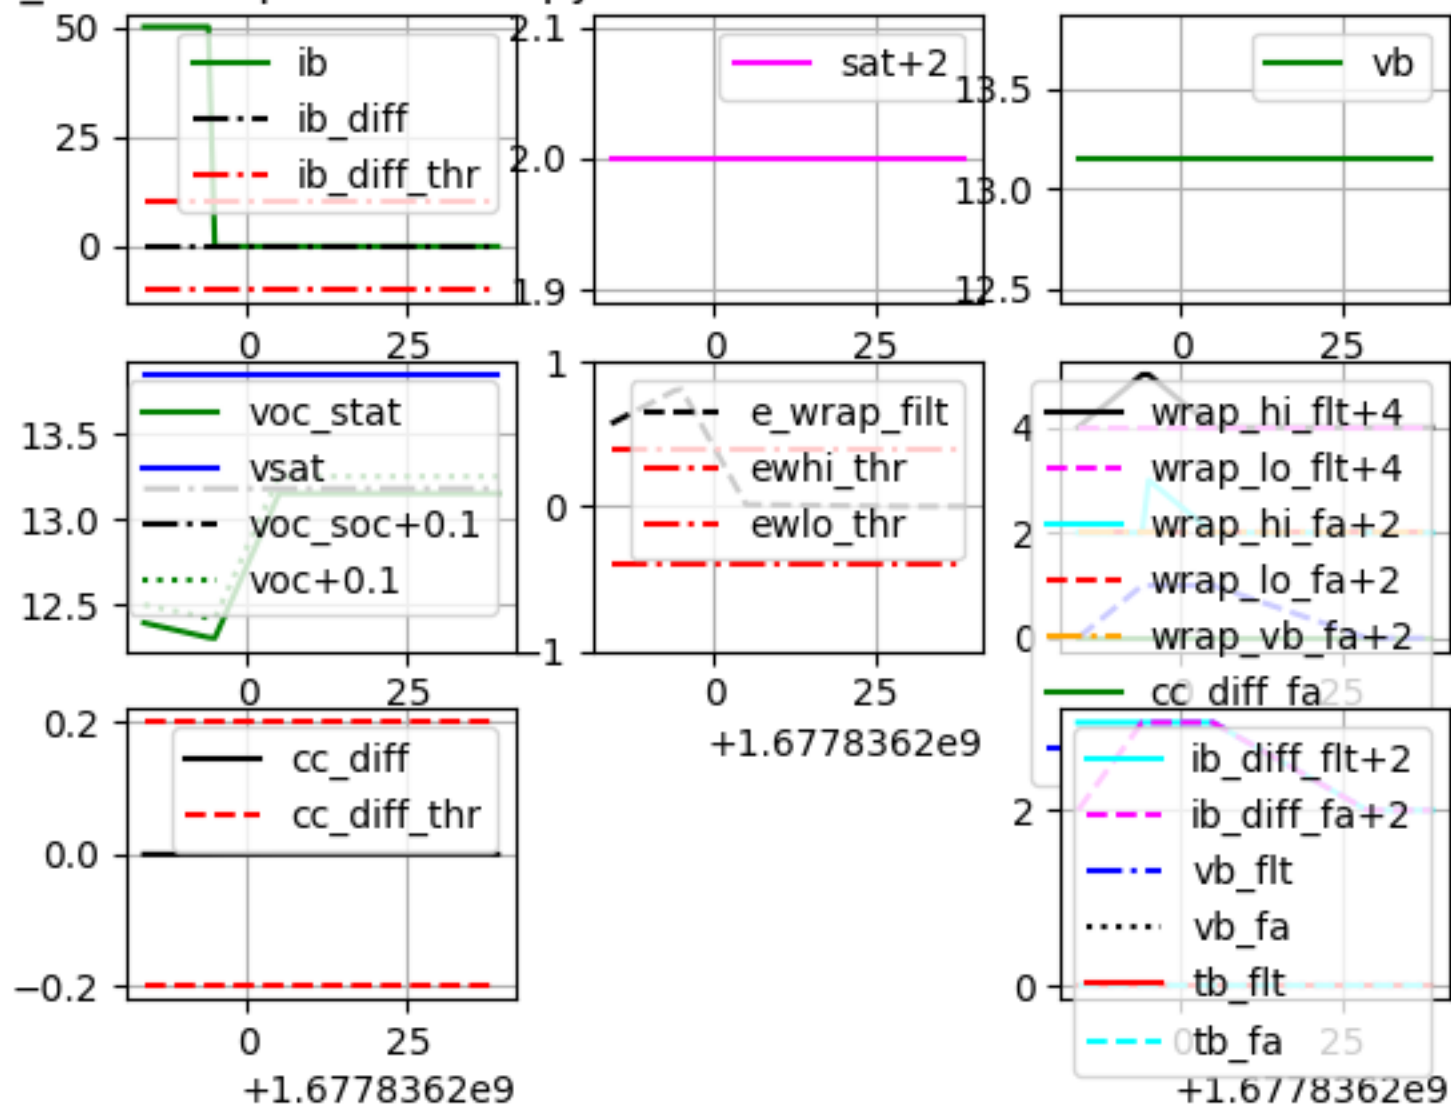 50
25
0
ib
ib_diff
ib_diff_thr
0
25
2.1
2.0
1.9
sat+2
0
25
13.5
13.0
12.5
vb
0
25
13.5
13.0
12.5
voc_stat
vsat
voc_soc+0.1
voc+0.1
0
25
1
0
−1
e_wrap_filt
ewhi_thr
ewlo_thr
0
25
+1.6778362e9
4
2
0
wrap_hi_flt+4
wrap_lo_flt+4
wrap_hi_fa+2
wrap_lo_fa+2
wrap_vb_fa+2
cc_diff_fa
0
25
0.2
0.0
−0.2
cc_diff
cc_diff_thr
0
25
+1.6778362e9
2
0
ib_diff_flt+2
ib_diff_fa+2
vb_flt
vb_fa
tb_flt
tb_fa
0
25
+1.6778362e9